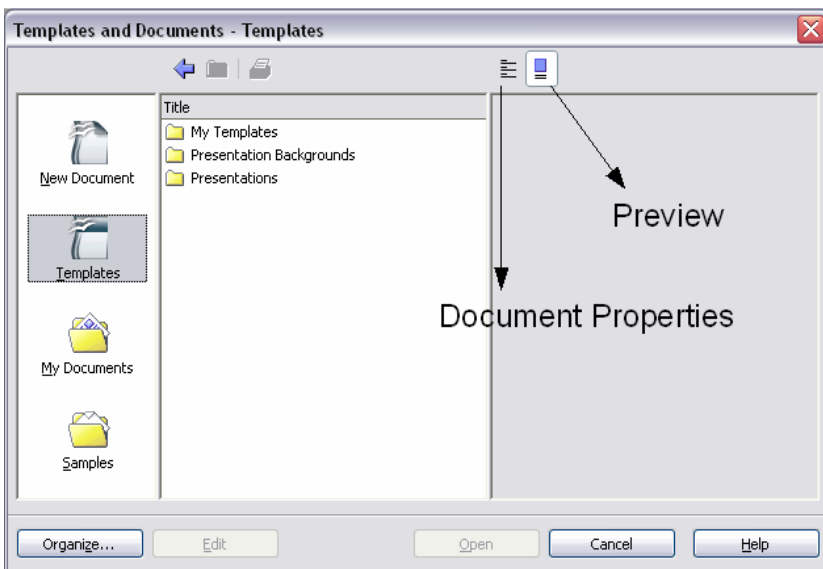 Templates and Documents - Templates
Title
My Templates
Presentation Backgrounds
Presentations
New Document
Templates
My Documents
Samples
Preview
Document Properties
Organize...
Edit
Open
Cancel
Help